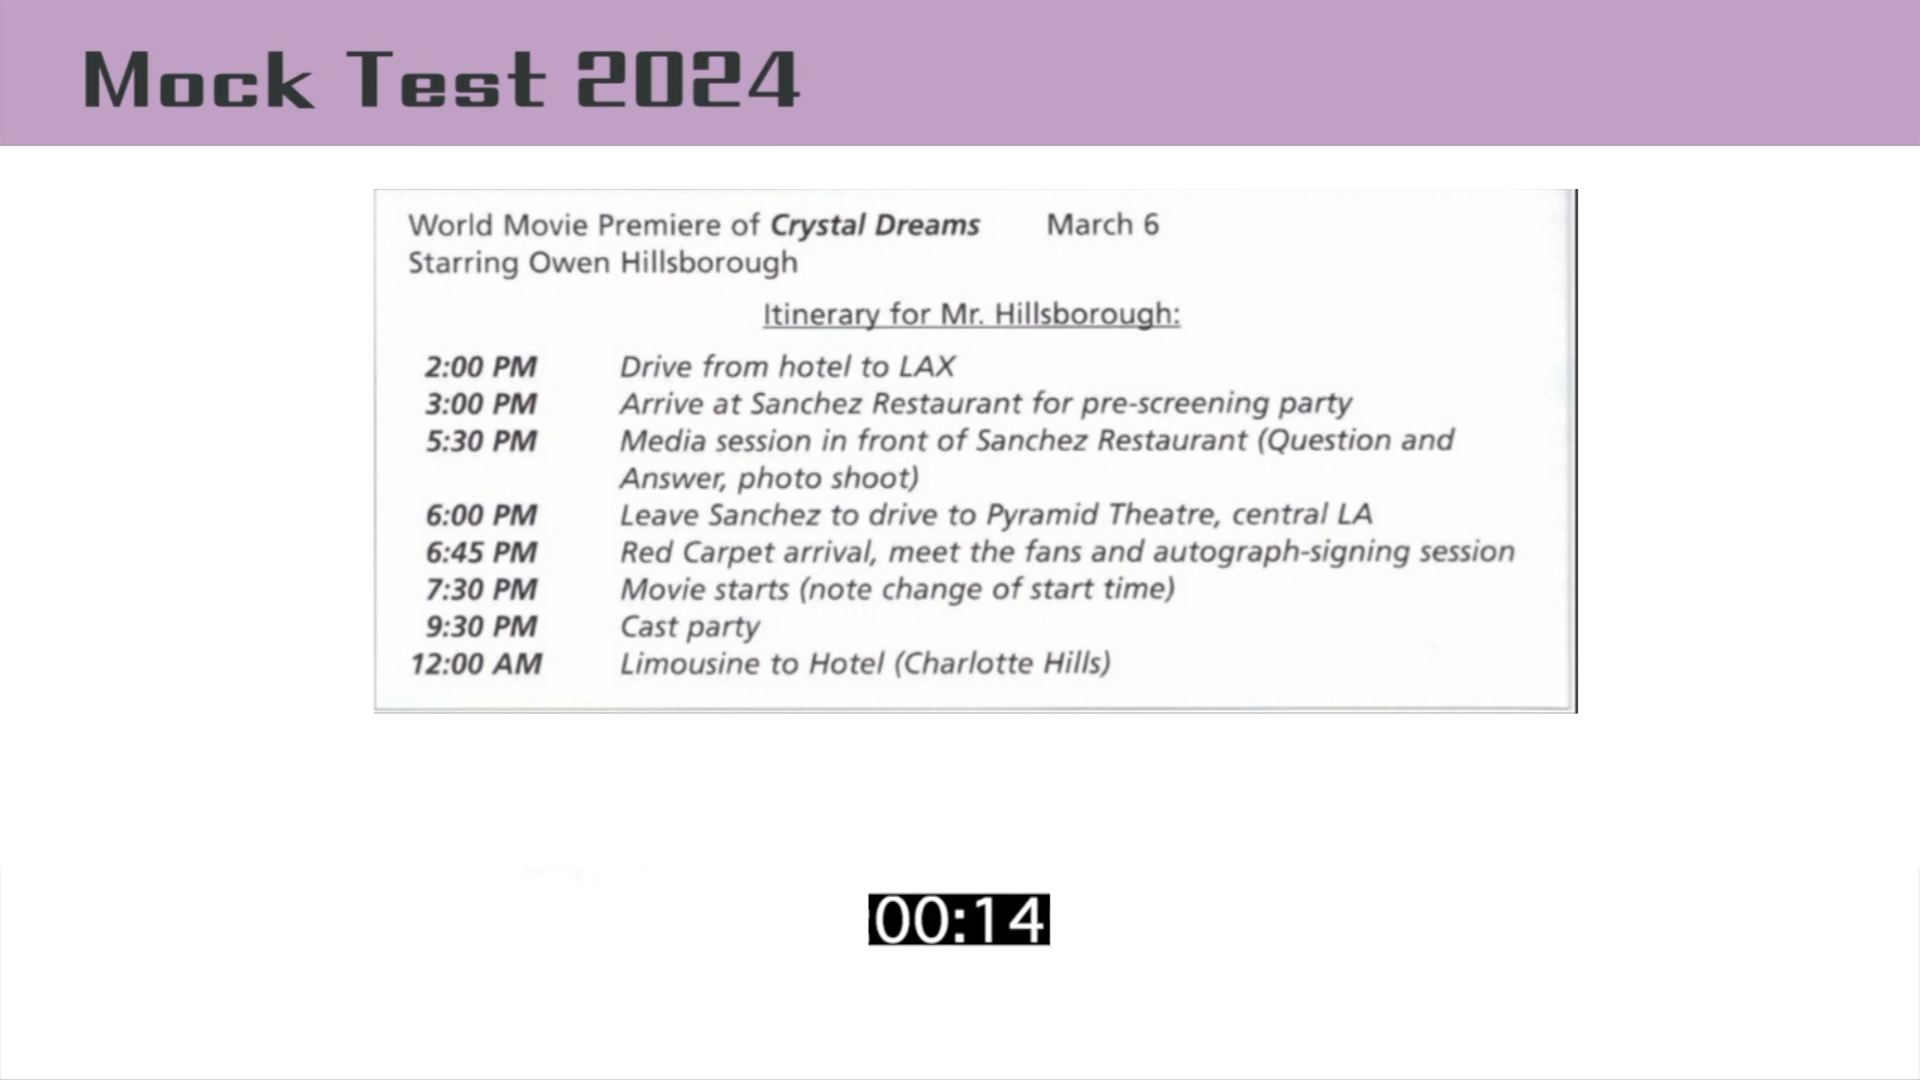 Mock Test 2024
World Movie Premiere of Crystal Dreams March 6
Starring Owen Hillsborough
Itinerary for Mr. Hillsborough:
2:00 PM Drive from hotel to LAX
3:00 PM Arrive at Sanchez Restaurant for pre-screening party
5:30 PM Media session in front of Sanchez Restaurant (Question and
Answer, photo shoot)
6:00 PM Leave Sanchez to drive to Pyramid Theatre, central LA
6:45 PM Red Carpet arrival, meet the fans and autograph-signing session
7:30 PM Movie starts (note change of start time)
9:30 PM Cast party
12:00 AM Limousine to Hotel (Charlotte Hills)
00:14